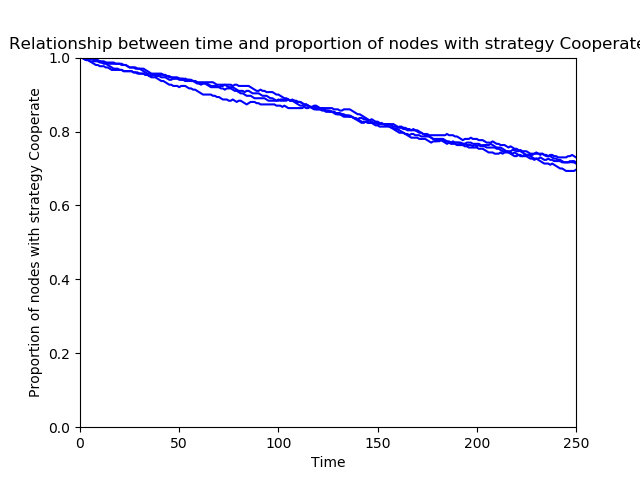 Relationship between time and proportion of nodes with strategy Cooperate
1.0
0.8
0.6
0.4
0.2
0.0
Proportion of nodes with strategy Cooperate
0 50 100 150 200 250
Time